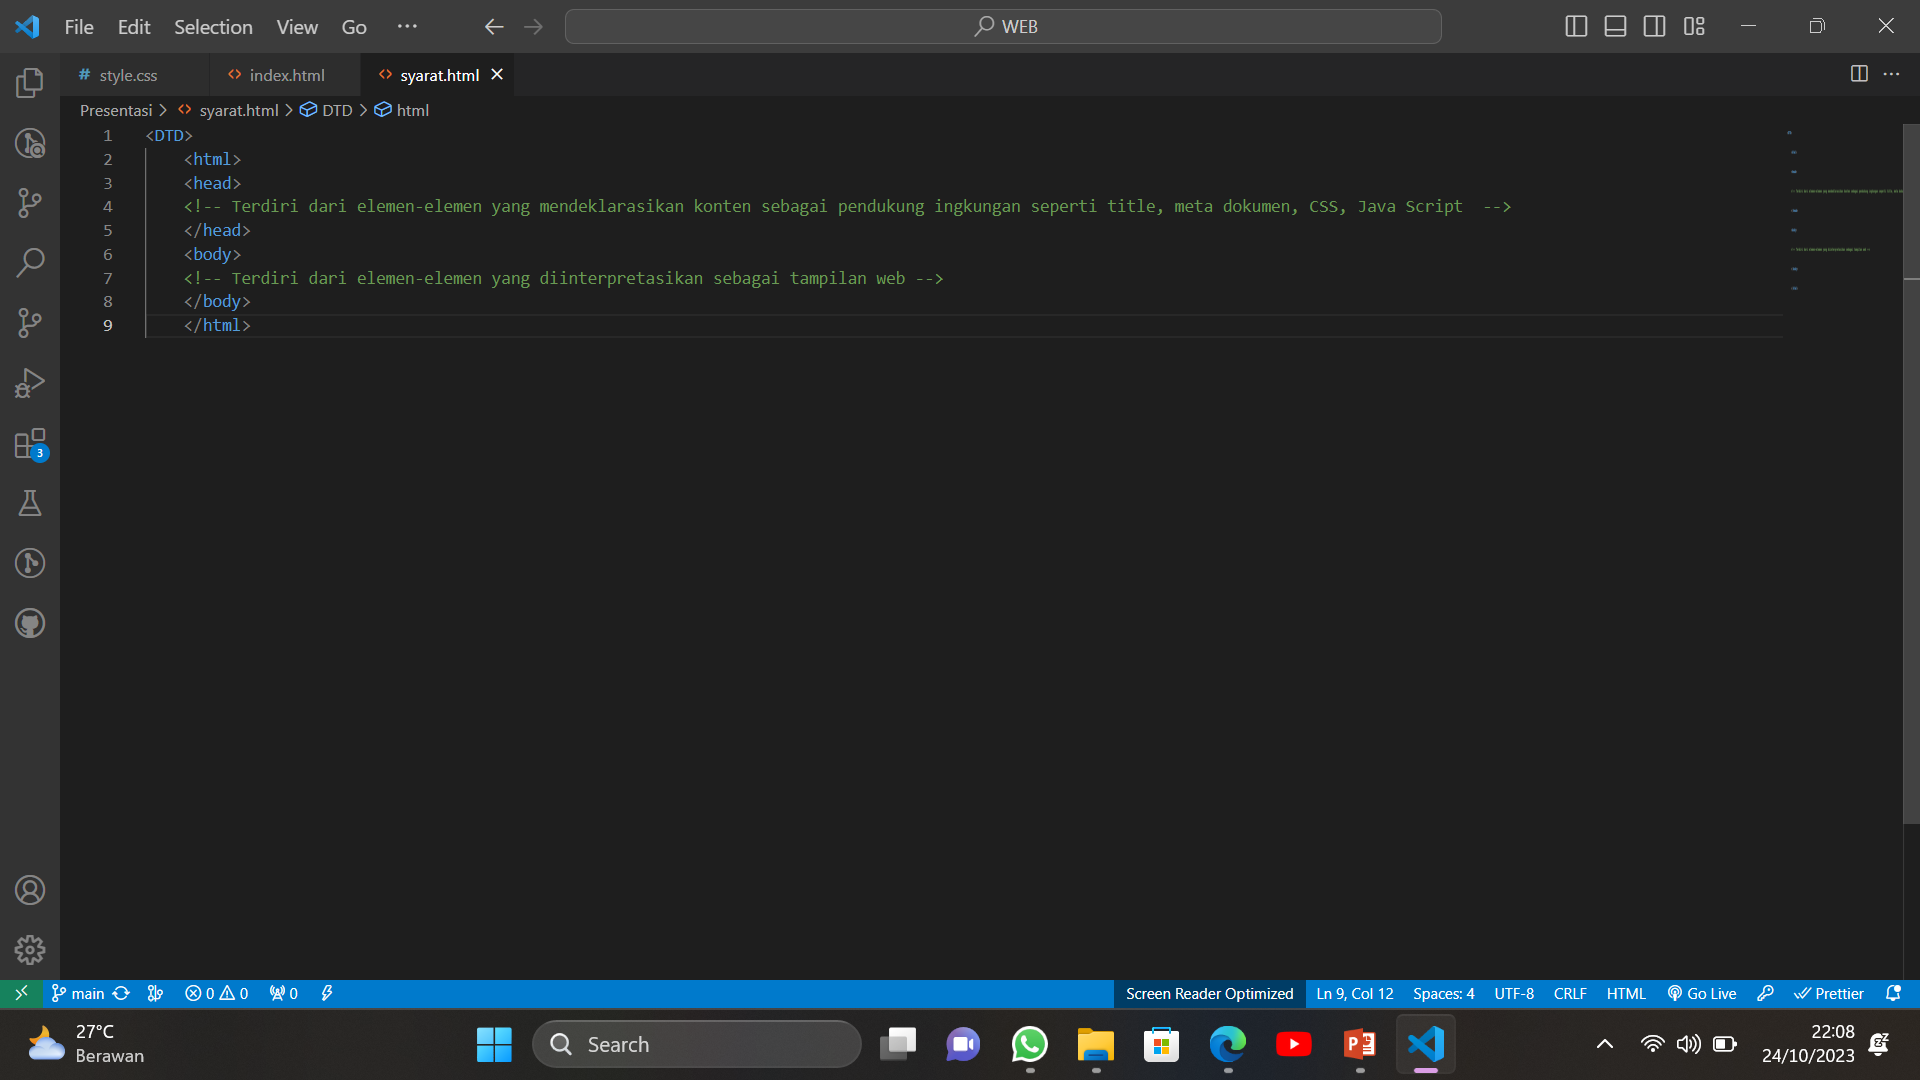 File Edit Selection View Go ··· WEB
# style.css <> index.html <> syarat.html
Presentasi > <> syarat.html > DTD > html
1 <DTD>
2 <html>
3 <head>
4 <!-- Terdiri dari elemen-elemen yang mendeklarasikan konten sebagai pendukung ingkungan seperti title, meta dokumen, CSS, Java Script  -->
5 </head>
6 <body>
7 <!-- Terdiri dari elemen-elemen yang diinterpretasikan sebagai tampilan web -->
8 </body>
9 </html>
3
main 0 0 0 Screen Reader Optimized Ln 9, Col 12 Spaces: 4 UTF-8 CRLF HTML Go Live Prettier
27°C
Berawan
Search
22:08
24/10/2023